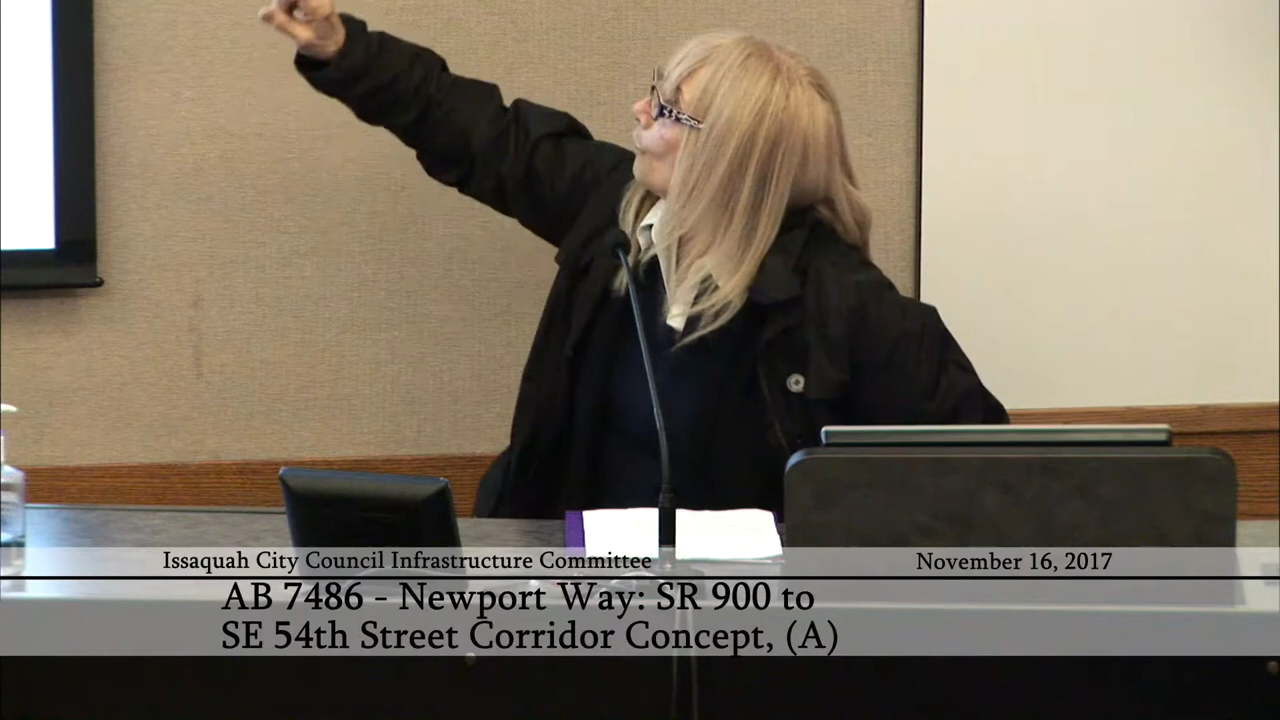 Issaquah City Council Infrastructure Committee
November 16, 2017
AB 7486 - Newport Way: SR 900 to
SE 54th Street Corridor Concept, (A)